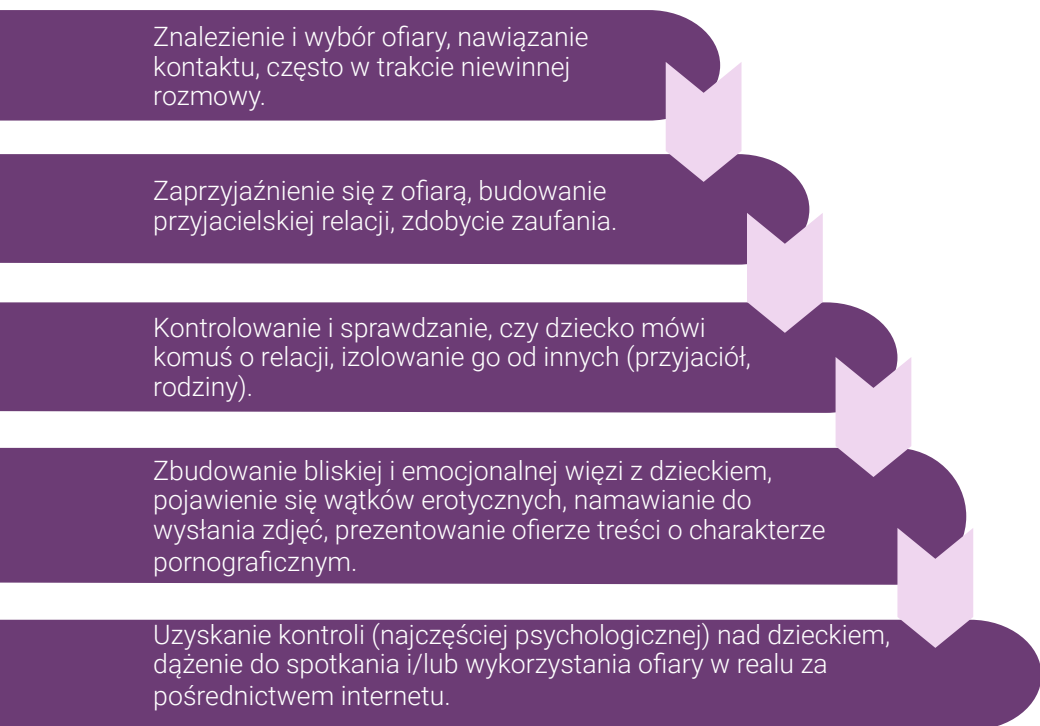 Znalezienie i wybór ofiary, nawiązanie
kontaktu, często w trakcie niewinnej
rozmowy.
Zaprzyjaźnienie się z ofiarą, budowanie
przyjacielskiej relacji, zdobycie zaufania.
Kontrolowanie i sprawdzanie, czy dziecko mówi
komuś o relacji, izolowanie go od innych (przyjaciół,
rodziny).
Zbudowanie bliskiej i emocjonalnej więzi z dzieckiem,
pojawienie się wątków erotycznych, namawianie do
wysłania zdjęć, prezentowanie ofierze treści o charakterze
pornograficznym.
Uzyskanie kontroli (najczęściej psychologicznej) nad dzieckiem,
dążenie do spotkania i/lub wykorzystania ofiary w realu za
pośrednictwem internetu.